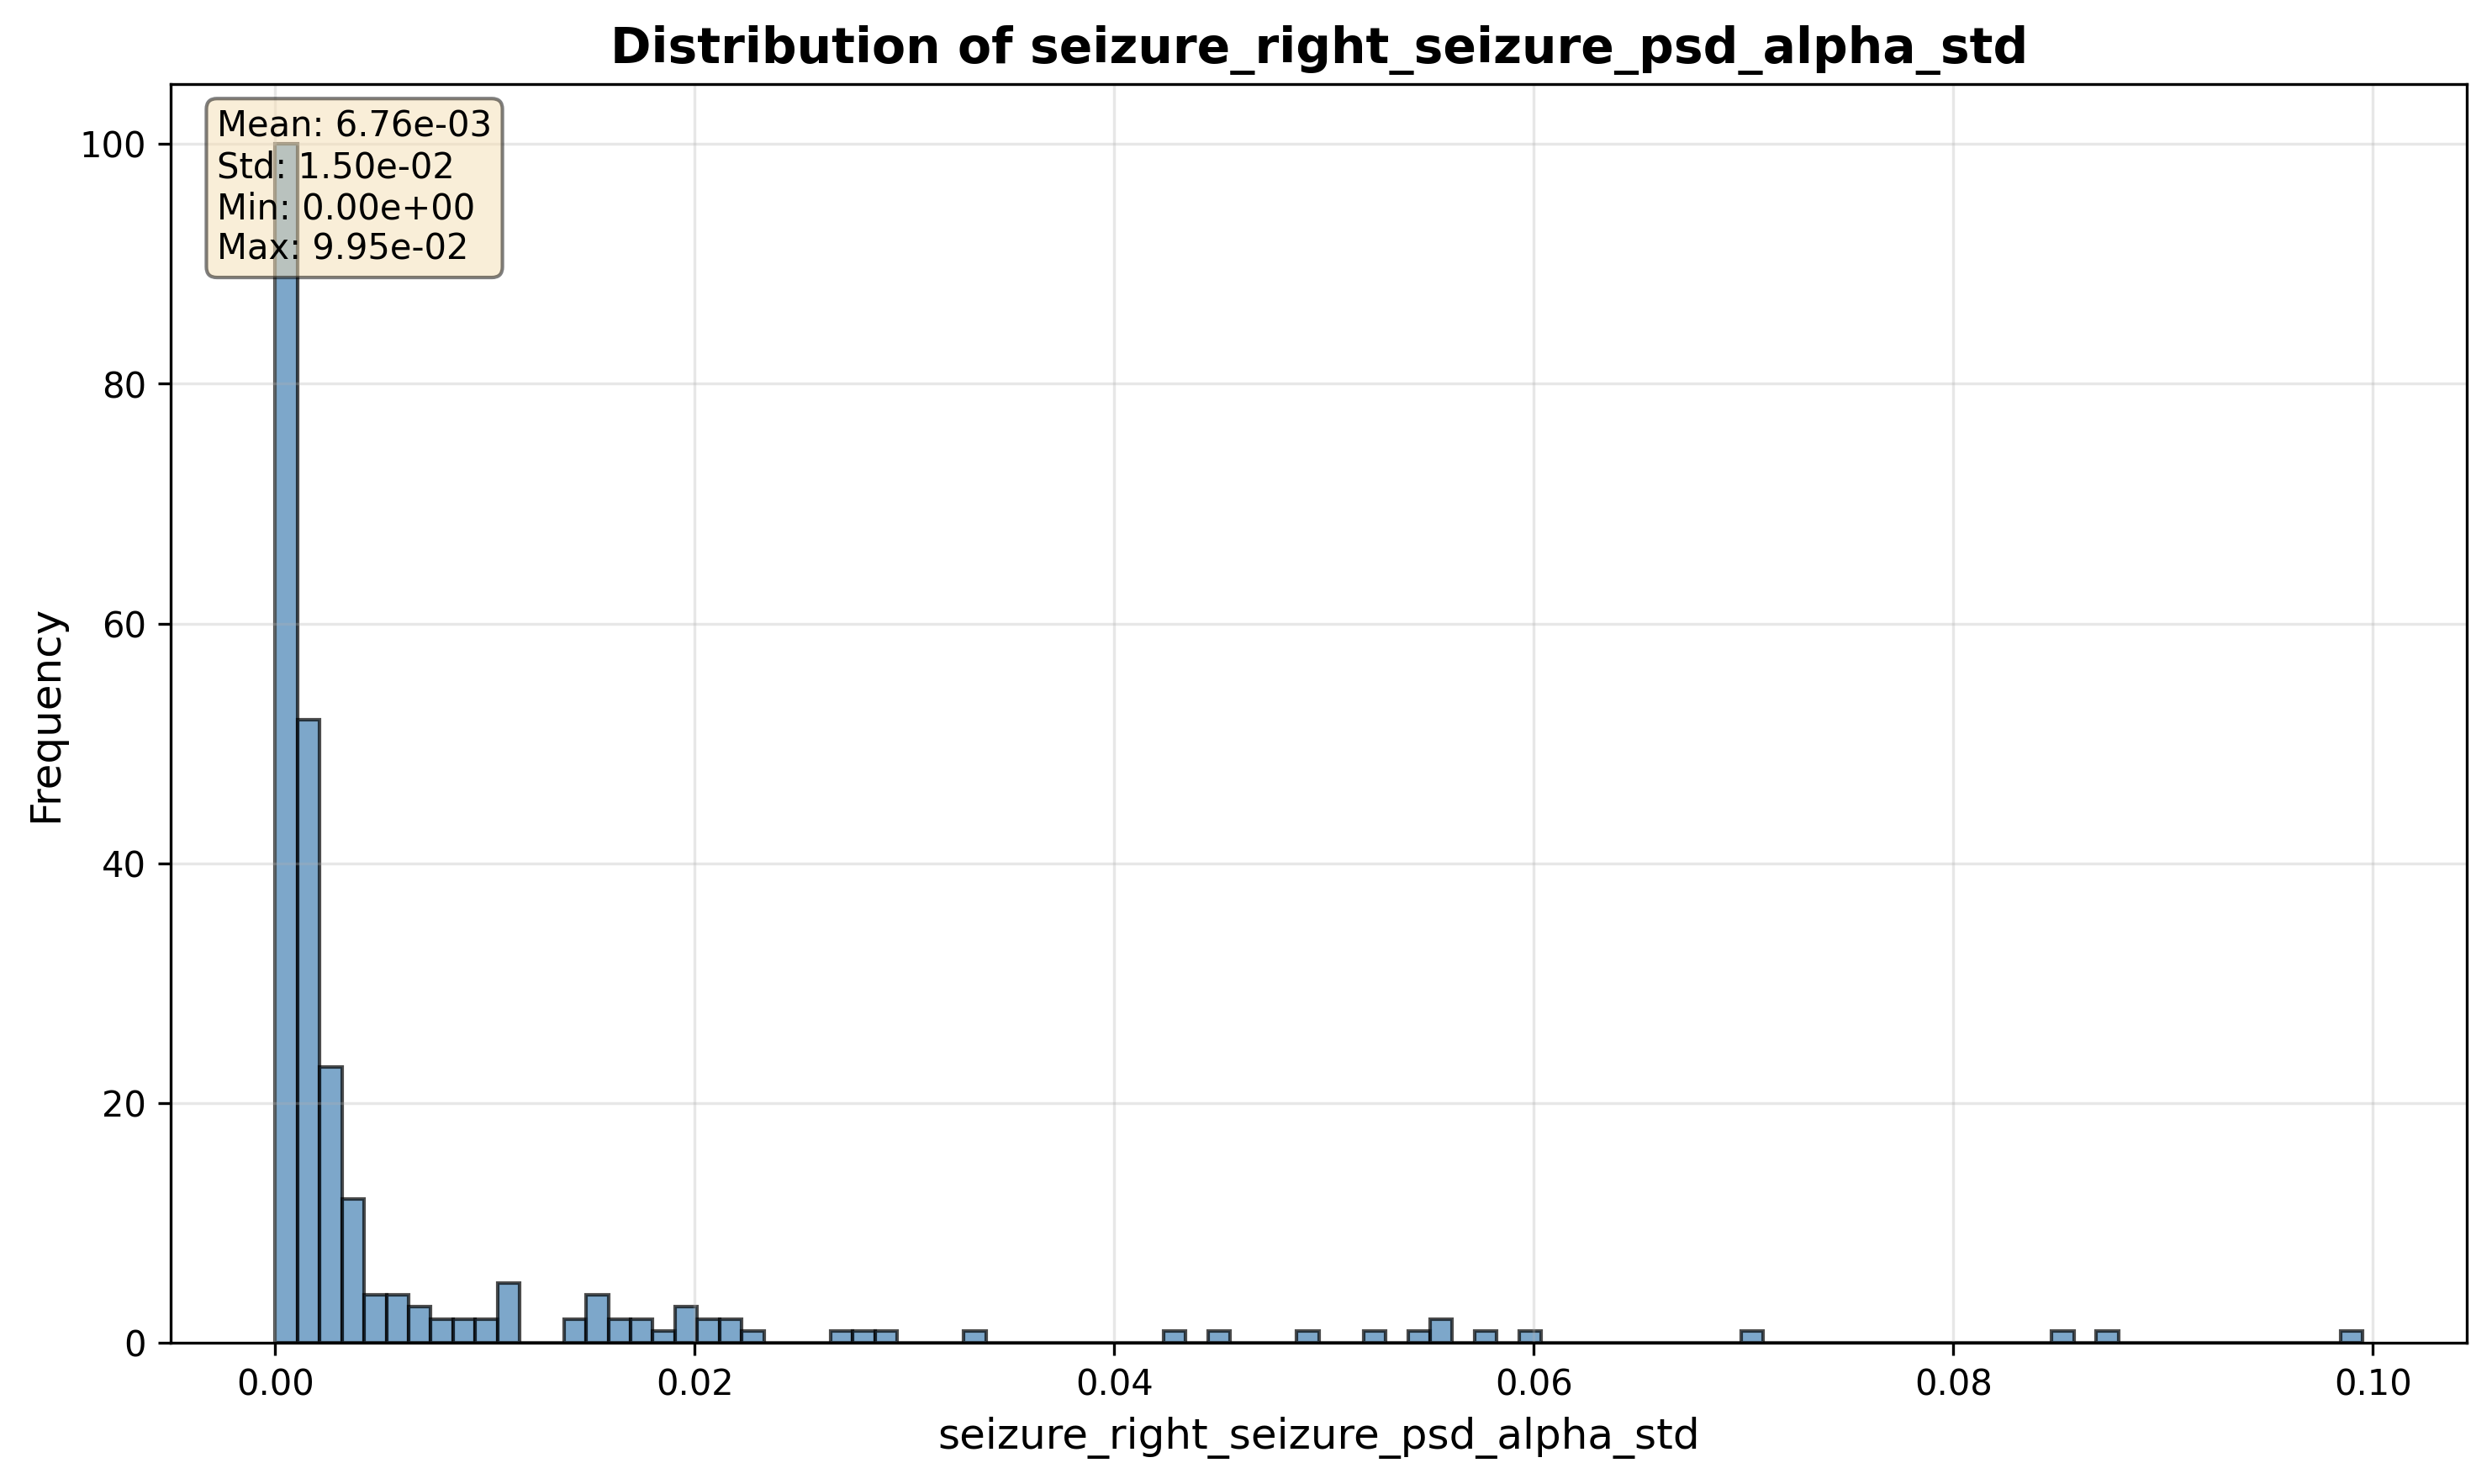 Distribution of seizure_right_seizure_psd_alpha_std
Mean: 6.76e-03
Std: 1.50e-02
Min: 0.00e+00
Max: 9.95e-02
100
80
60
40
20
0
Frequency
0.00 0.02 0.04 0.06 0.08 0.10
seizure_right_seizure_psd_alpha_std